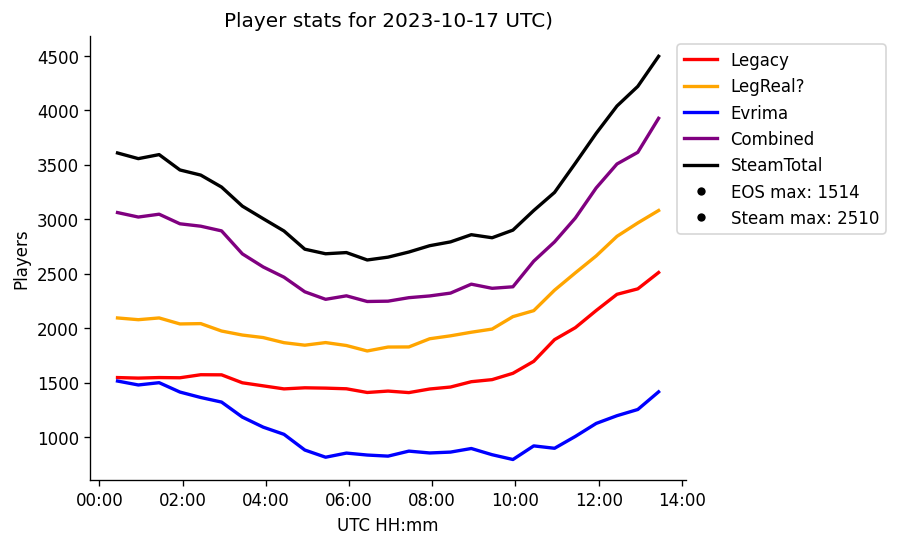 Player stats for 2023-10-17 UTC)
Players
4500
4000
3500
3000
2500
2000
1500
1000
00:00 02:00 04:00 06:00 08:00 10:00 12:00 14:00
UTC HH:mm
Legacy
LegReal?
Evrima
Combined
SteamTotal
EOS max: 1514
Steam max: 2510